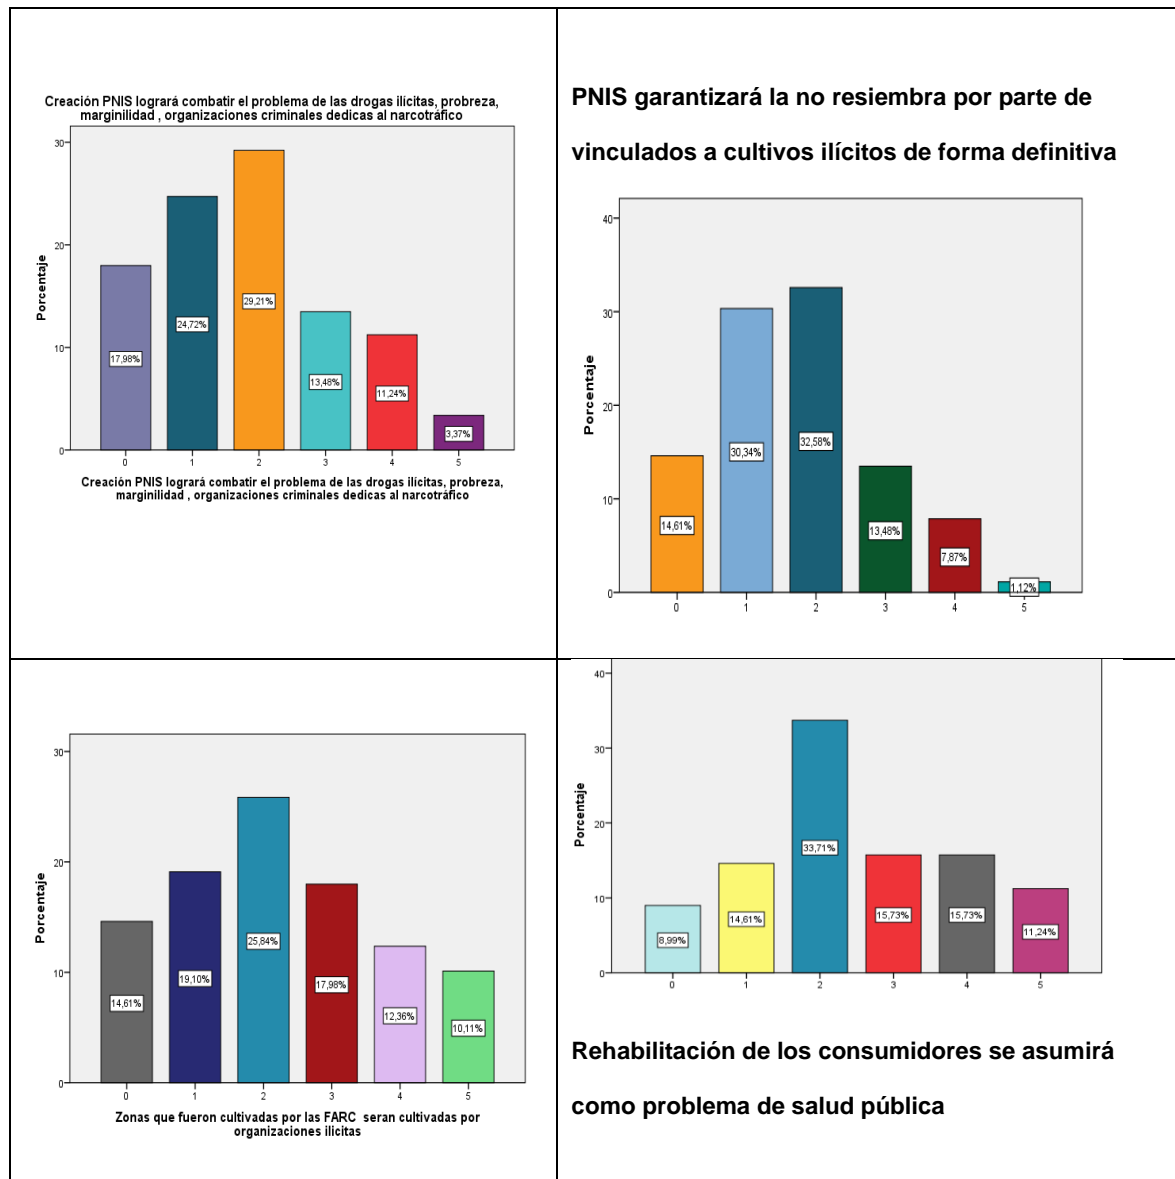 Creación PNIS logrará combatir el problema de las drogas ilícitas, probreza,
marginilidad , organizaciones criminales dedicas al narcotráfico
Porcentaje
30
20
10
0
17,98%
24,72%
29,21%
13,48%
11,24%
3,37%
0 1 2 3 4 5
Creación PNIS logrará combatir el problema de las drogas ilícitas, probreza,
marginilidad , organizaciones criminales dedicas al narcotráfico
PNIS garantizará la no resiembra por parte de
vinculados a cultivos ilícitos de forma definitiva
Porcentaje
40
30
20
10
0
14,61%
30,34%
32,58%
13,48%
7,87%
1,12%
0 1 2 3 4 5
Porcentaje
30
20
10
0
14,61%
19,10%
25,84%
17,98%
12,36%
10,11%
0 1 2 3 4 5
Zonas que fueron cultivadas por las FARC seran cultivadas por
organizaciones ilicitas
Porcentaje
40
30
20
10
0
8,99%
14,61%
33,71%
15,73%
15,73%
11,24%
0 1 2 3 4 5
Rehabilitación de los consumidores se asumirá
como problema de salud pública